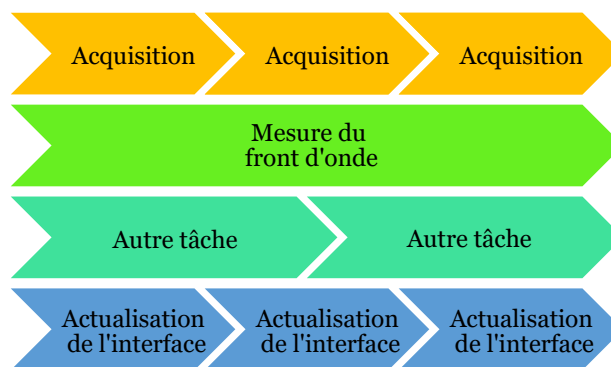 Acquisition Acquisition Acquisition
Mesure du
front d'onde
Autre tâche Autre tâche
Actualisation Actualisation Actualisation
de l'interface de l'interface de l'interface